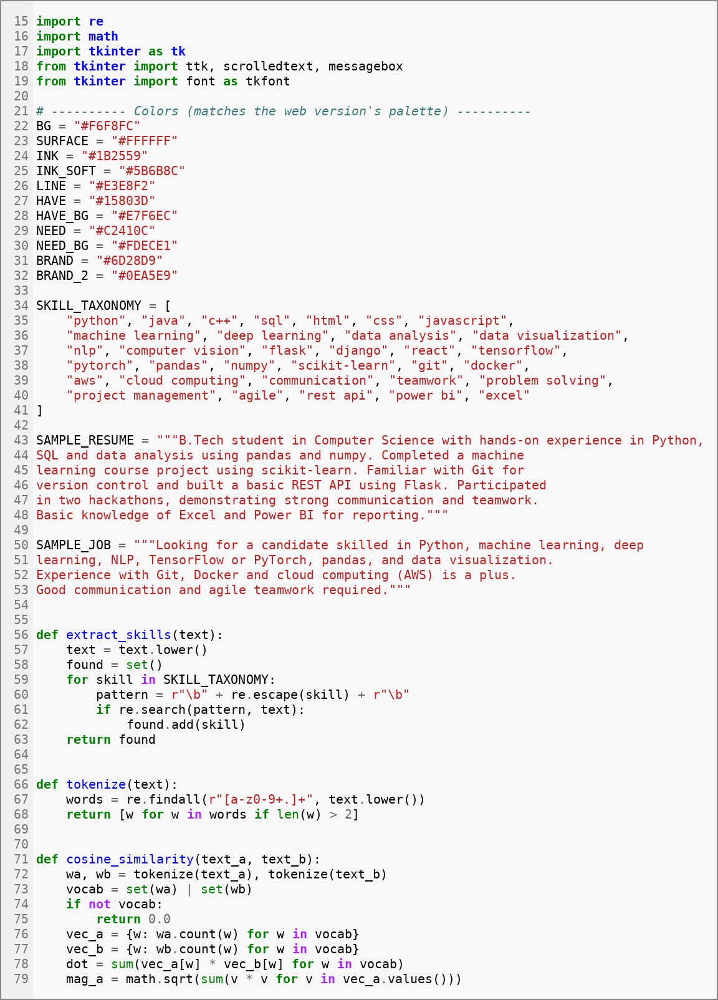 15 import re
16 import math
17 import tkinter as tk
18 from tkinter import ttk, scrolledtext, messagebox
19 from tkinter import font as tkfont
20
21 # ---------- Colors (matches the web version's palette) ----------
22 BG = "#F6F8FC"
23 SURFACE = "#FFFFFF"
24 INK = "#1B2559"
25 INK_SOFT = "#5B6B8C"
26 LINE = "#E3E8F2"
27 HAVE = "#15803D"
28 HAVE_BG = "#E7F6EC"
29 NEED = "#C2410C"
30 NEED_BG = "#FDECE1"
31 BRAND = "#6D28D9"
32 BRAND_2 = "#0EA5E9"
33
34 SKILL_TAXONOMY = [
35     "python", "java", "c++", "sql", "html", "css", "javascript",
36     "machine learning", "deep learning", "data analysis", "data visualization",
37     "nlp", "computer vision", "flask", "django", "react", "tensorflow",
38     "pytorch", "pandas", "numpy", "scikit-learn", "git", "docker",
39     "aws", "cloud computing", "communication", "teamwork", "problem solving",
40     "project management", "agile", "rest api", "power bi", "excel"
41 ]
42
43 SAMPLE_RESUME = """B.Tech student in Computer Science with hands-on experience in Python,
44 SQL and data analysis using pandas and numpy. Completed a machine
45 learning course project using scikit-learn. Familiar with Git for
46 version control and built a basic REST API using Flask. Participated
47 in two hackathons, demonstrating strong communication and teamwork.
48 Basic knowledge of Excel and Power BI for reporting."""
49
50 SAMPLE_JOB = """Looking for a candidate skilled in Python, machine learning, deep
51 learning, NLP, TensorFlow or PyTorch, pandas, and data visualization.
52 Experience with Git, Docker and cloud computing (AWS) is a plus.
53 Good communication and agile teamwork required."""
54
55
56 def extract_skills(text):
57     text = text.lower()
58     found = set()
59     for skill in SKILL_TAXONOMY:
60         pattern = r"\b" + re.escape(skill) + r"\b"
61         if re.search(pattern, text):
62             found.add(skill)
63     return found
64
65
66 def tokenize(text):
67     words = re.findall(r"[a-z0-9+.]+", text.lower())
68     return [w for w in words if len(w) > 2]
69
70
71 def cosine_similarity(text_a, text_b):
72     wa, wb = tokenize(text_a), tokenize(text_b)
73     vocab = set(wa) | set(wb)
74     if not vocab:
75         return 0.0
76     vec_a = {w: wa.count(w) for w in vocab}
77     vec_b = {w: wb.count(w) for w in vocab}
78     dot = sum(vec_a[w] * vec_b[w] for w in vocab)
79     mag_a = math.sqrt(sum(v * v for v in vec_a.values()))